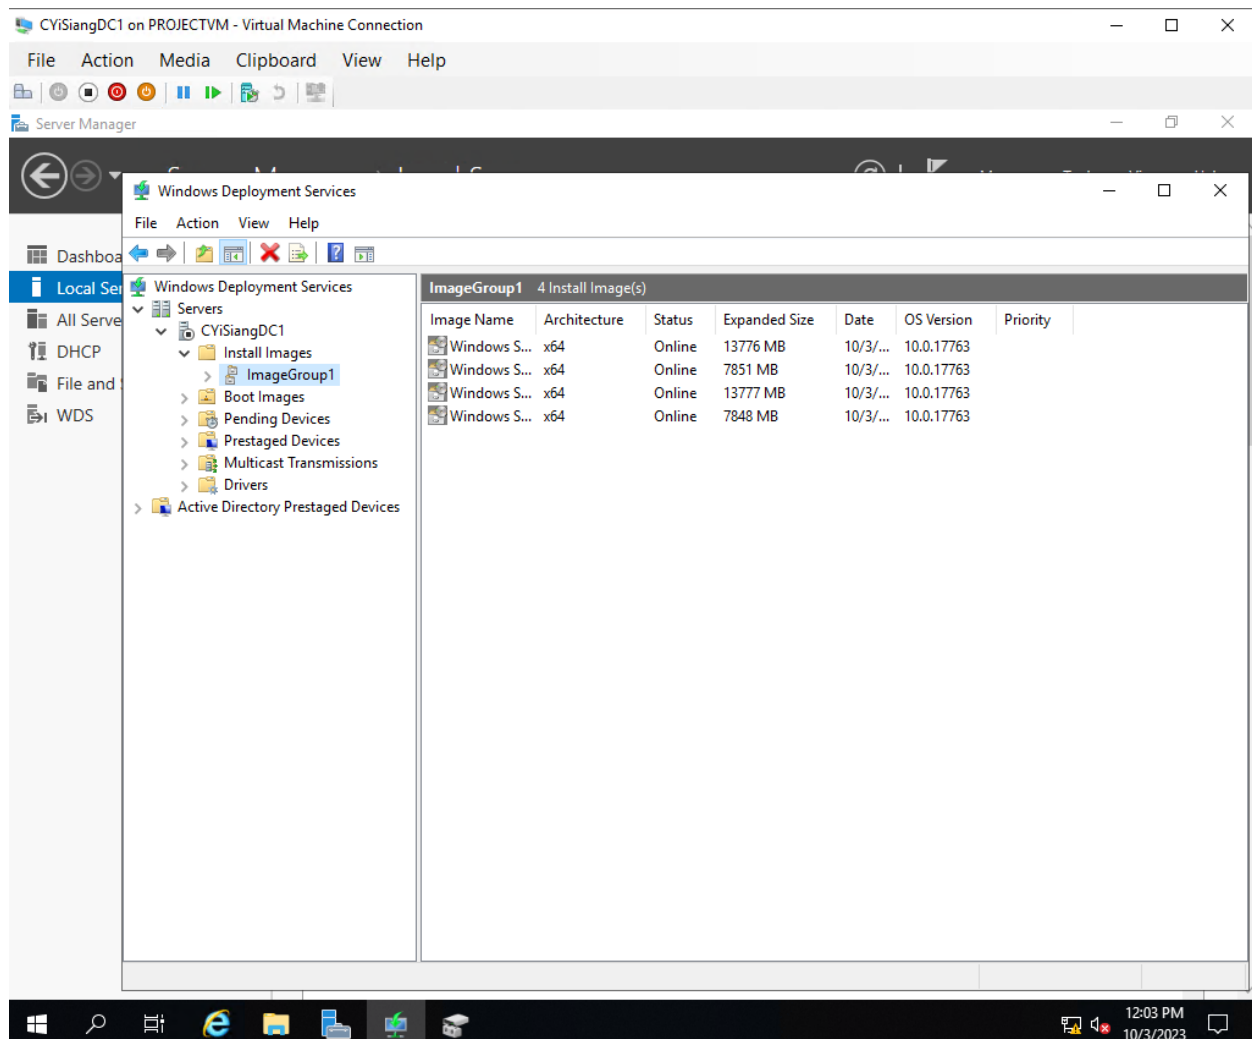 CYiSiangDC1 on PROJECTVM - Virtual Machine Connection
File Action Media Clipboard View Help
Server Manager
Windows Deployment Services
File Action View Help
Dashboa
Local Ser
All Serve
DHCP
File and
WDS
Windows Deployment Services
Servers
CYiSiangDC1
Install Images
ImageGroup1
Boot Images
Pending Devices
Prestaged Devices
Multicast Transmissions
Drivers
Active Directory Prestaged Devices
ImageGroup1 4 Install Image(s)
Image Name Architecture Status Expanded Size Date OS Version Priority
Windows S... x64 Online 13776 MB 10/3/... 10.0.17763
Windows S... x64 Online 7851 MB 10/3/... 10.0.17763
Windows S... x64 Online 13777 MB 10/3/... 10.0.17763
Windows S... x64 Online 7848 MB 10/3/... 10.0.17763
12:03 PM
10/3/2023